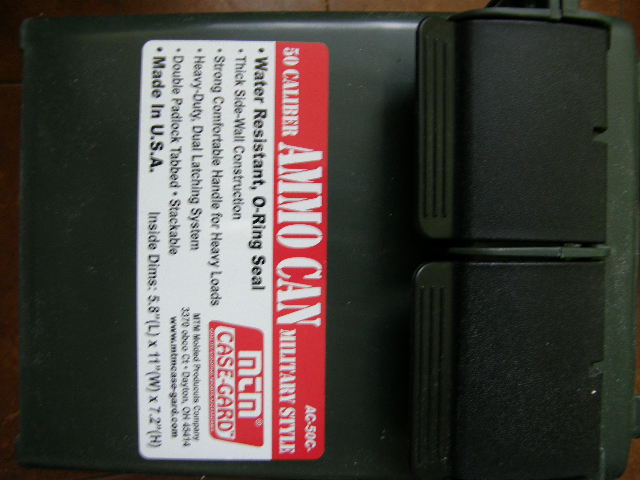 50 CALIBER AMMO CAN MILITARY STYLE AC-50C
• Water Resistant, O-Ring Seal
• Thick Side-Wall Construction
• Strong Comfortable Handle for Heavy Loads
• Heavy-Duty, Dual Latching System
• Double Padlock Tabbed • Stackable
• Made In U.S.A.
mtm®
CASE-GARD™
MTM Molded Products Company
3370 obco Ct • Dayton, OH 45414
www.mtmcase-gard.com
Inside Dims: 5.8"(L) x 11"(W) x 7.2"(H)